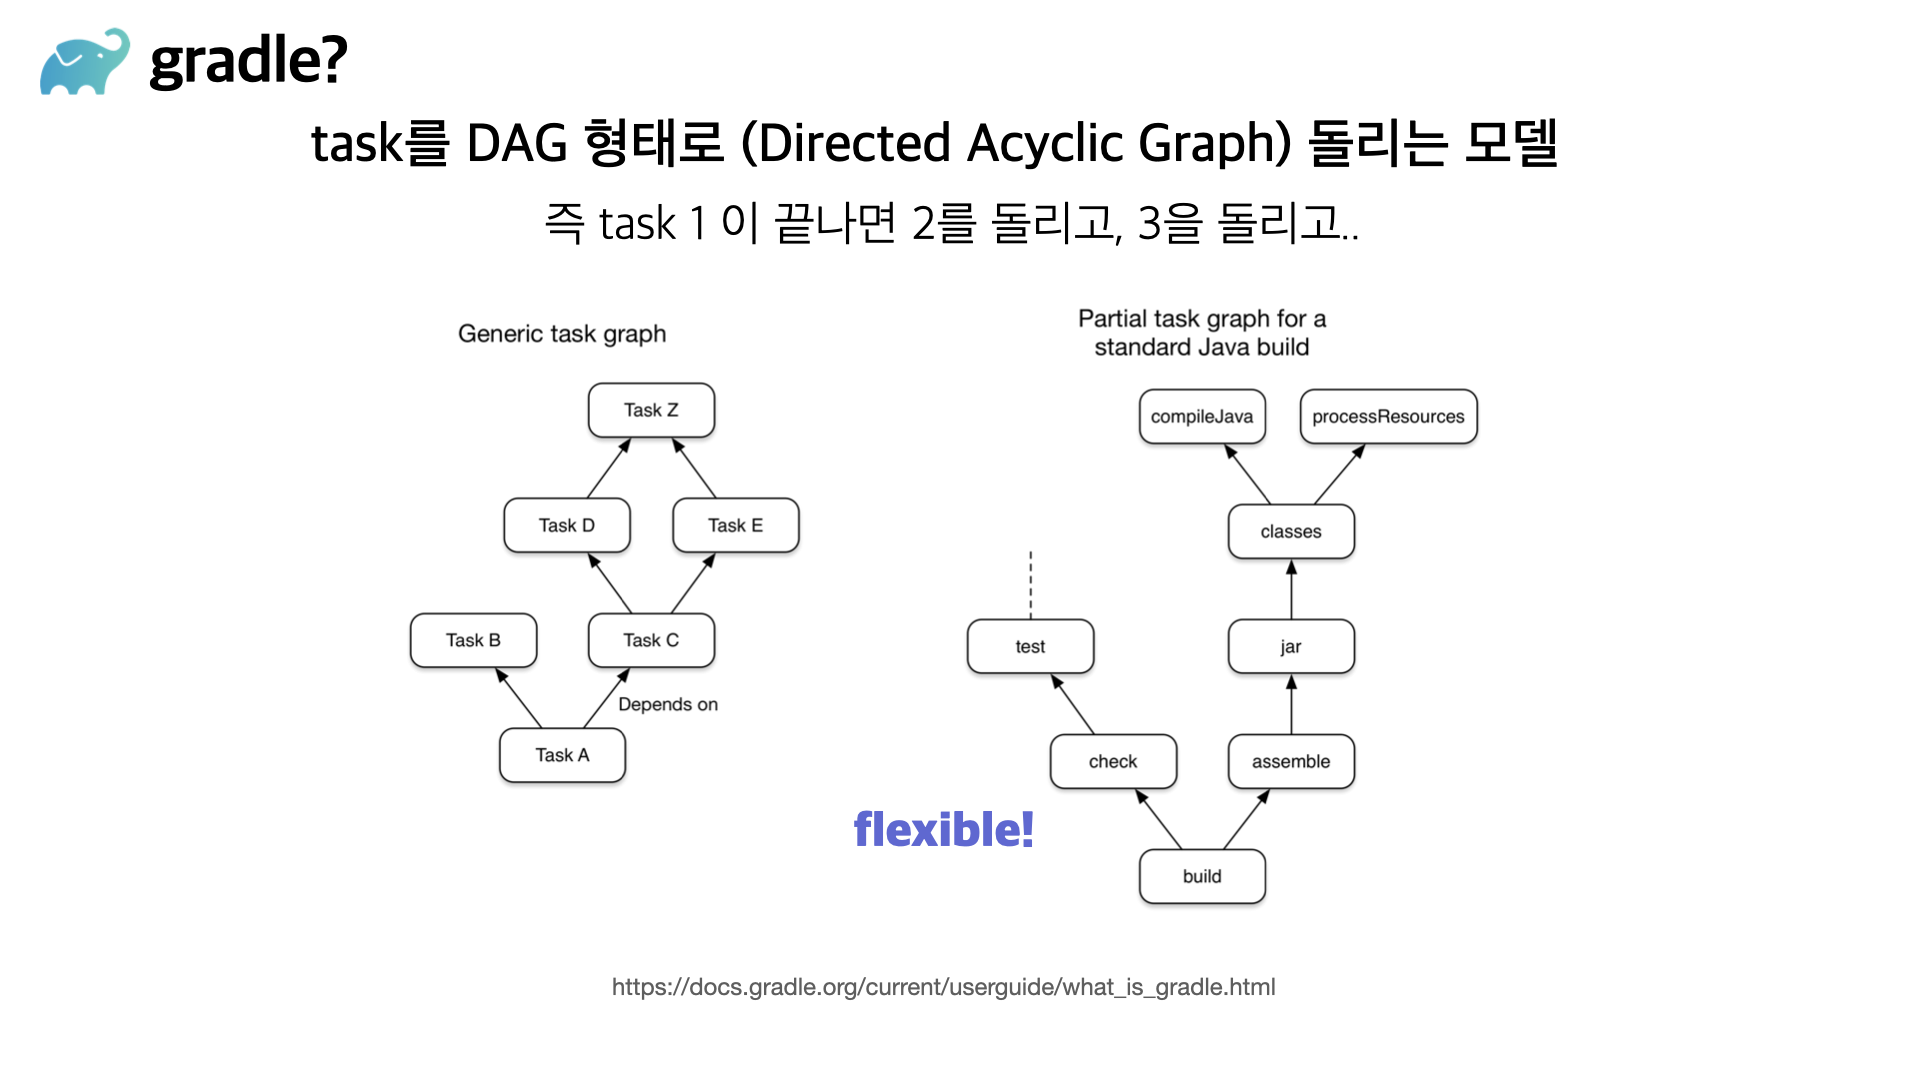 gradle?
task를 DAG 형태로 (Directed Acyclic Graph) 돌리는 모델
즉 task 1 이 끝나면 2를 돌리고, 3을 돌리고..
Generic task graph
Task Z
Task D
Task E
Task B
Task C
Depends on
Task A
Partial task graph for a
standard Java build
compileJava
processResources
classes
test
jar
check
assemble
build
flexible!
https://docs.gradle.org/current/userguide/what_is_gradle.html